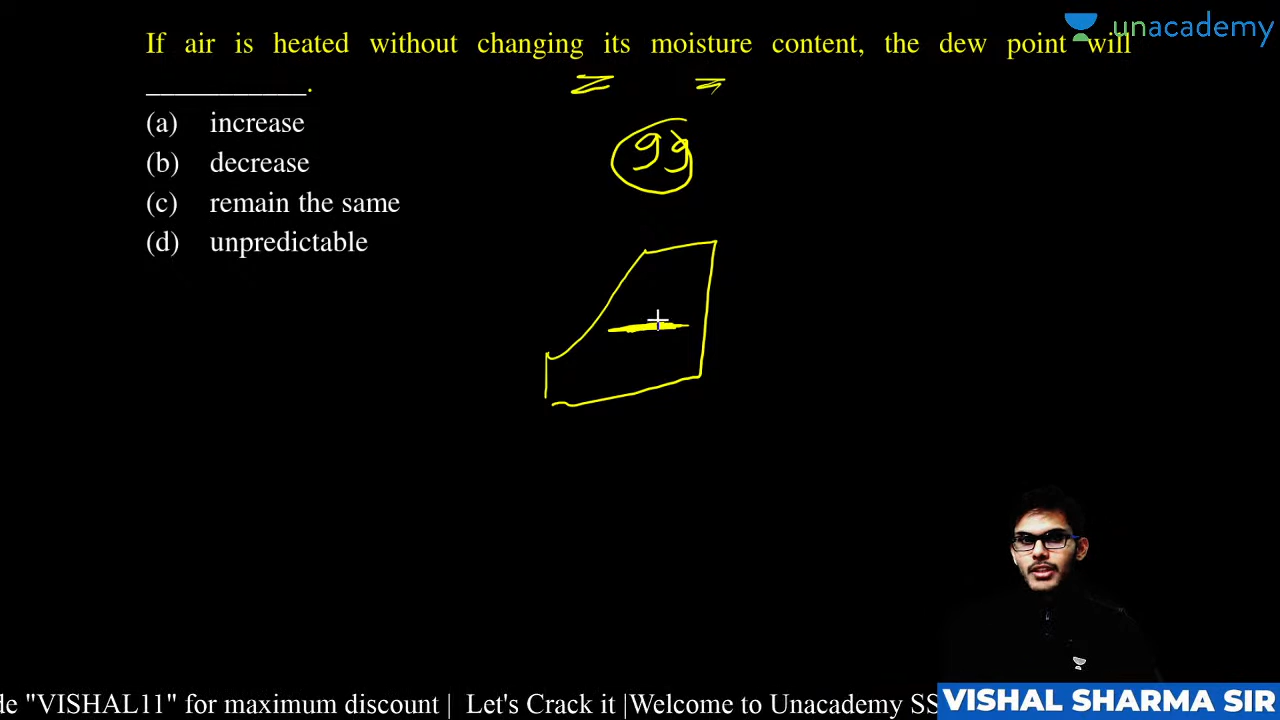 If air is heated without changing its moisture content, the dew point will
___________.
unacademy
(a) increase
(b) decrease
(c) remain the same
(d) unpredictable
99
de "VISHAL11" for maximum discount | Let's Crack it |Welcome to Unacademy SS
VISHAL SHARMA SIR